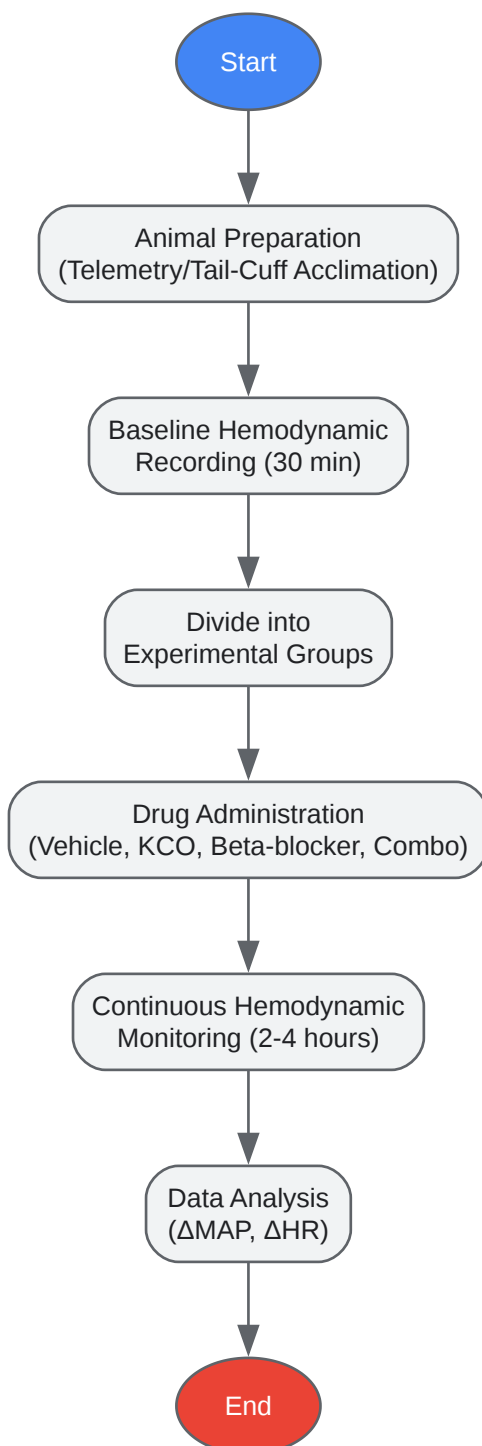 Start
Animal Preparation
(Telemetry/Tail-Cuff Acclimation)
Baseline Hemodynamic
Recording (30 min)
Divide into
Experimental Groups
Drug Administration
(Vehicle, KCO, Beta-blocker, Combo)
Continuous Hemodynamic
Monitoring (2-4 hours)
Data Analysis
(ΔMAP, ΔHR)
End